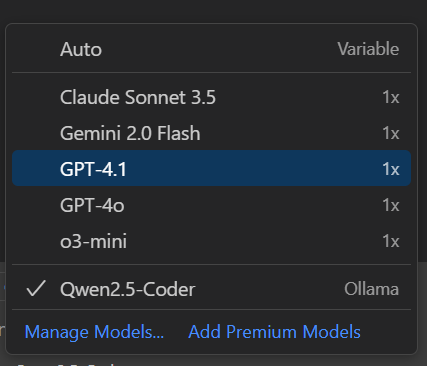 Auto Variable
Claude Sonnet 3.5 1x
Gemini 2.0 Flash 1x
GPT-4.1 1x
GPT-4o 1x
o3-mini 1x
Qwen2.5-Coder Ollama
Manage Models... Add Premium Models